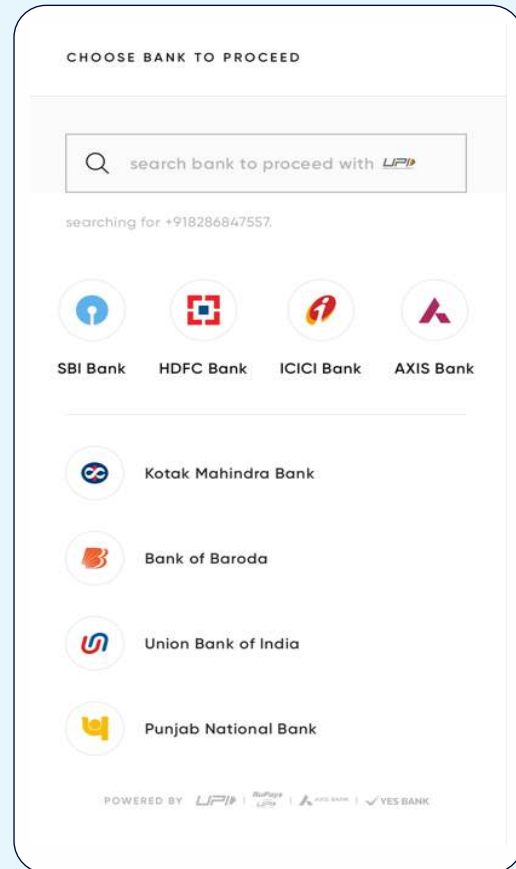 CHOOSE BANK TO PROCEED
search bank to proceed with UPI
searching for +918286847557.
SBI Bank HDFC Bank ICICI Bank AXIS Bank
Kotak Mahindra Bank
Bank of Baroda
Union Bank of India
Punjab National Bank
POWERED BY UPI | RuPay UPI | AXIS BANK | YES BANK